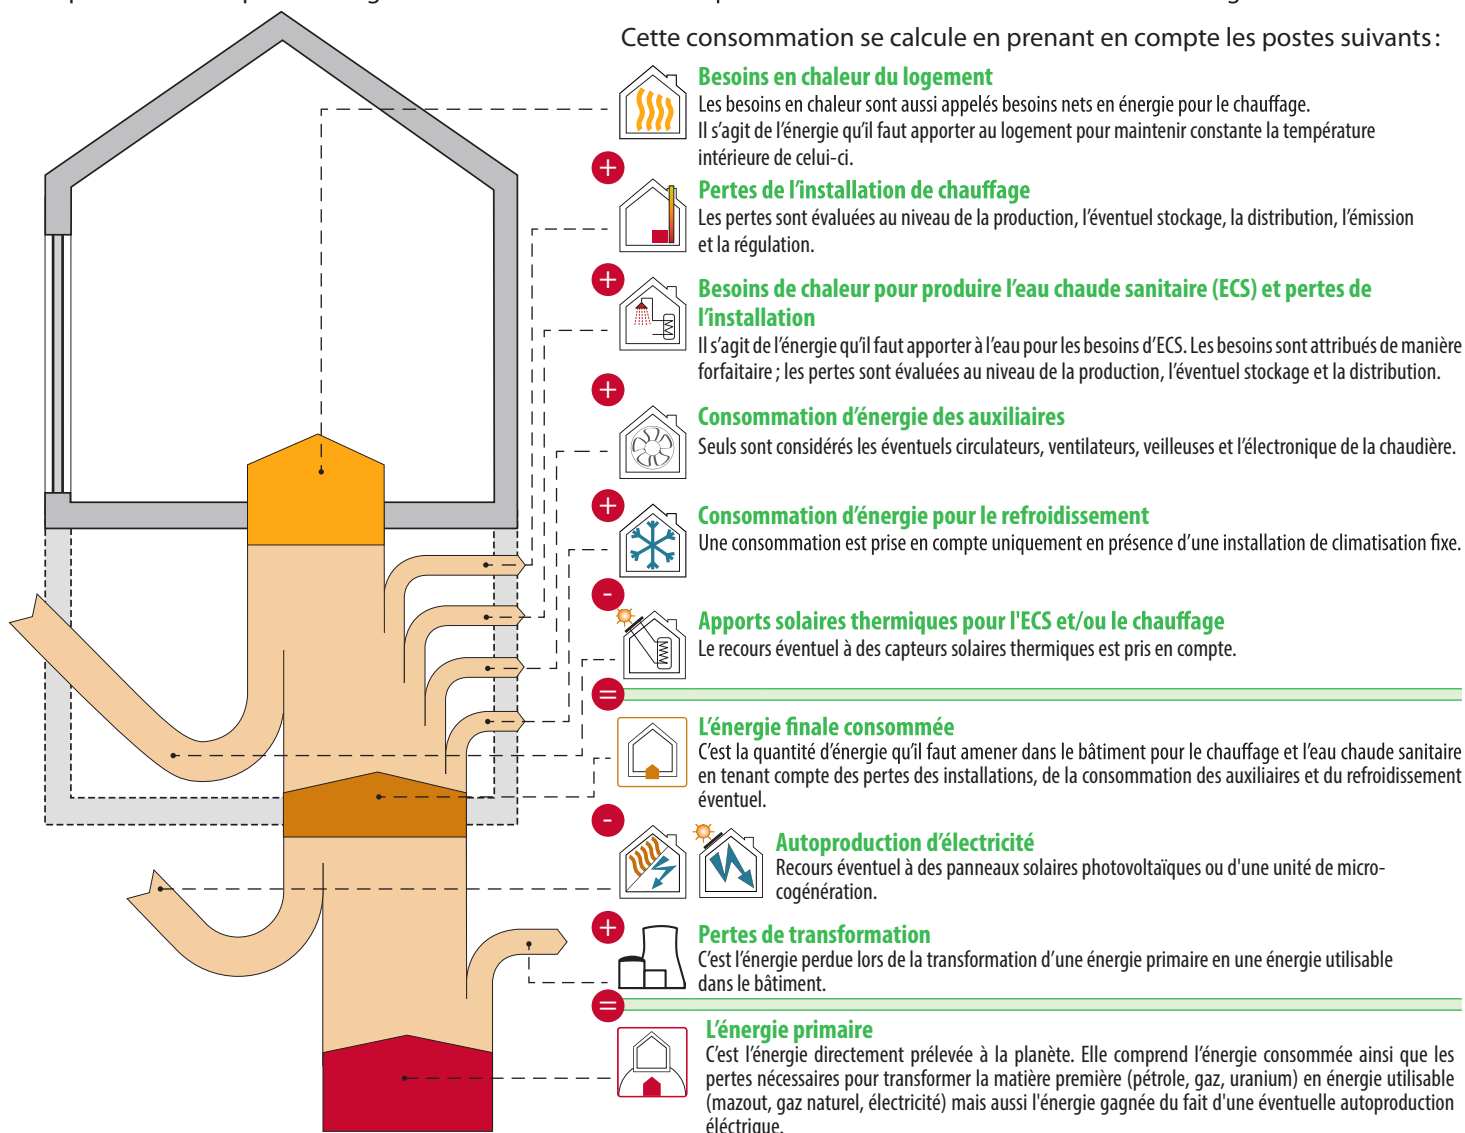 Cette consommation se calcule en prenant en compte les postes suivants :
Besoins en chaleur du logement
Les besoins en chaleur sont aussi appelés besoins nets en énergie pour le chauffage.
Il s’agit de l’énergie qu’il faut apporter au logement pour maintenir constante la température
intérieure de celui-ci.
+
Pertes de l’installation de chauffage
Les pertes sont évaluées au niveau de la production, l’éventuel stockage, la distribution, l’émission
et la régulation.
+
Besoins de chaleur pour produire l’eau chaude sanitaire (ECS) et pertes de
l’installation
Il s’agit de l’énergie qu’il faut apporter à l’eau pour les besoins d’ECS. Les besoins sont attribués de manière
forfaitaire ; les pertes sont évaluées au niveau de la production, l’éventuel stockage et la distribution.
+
Consommation d’énergie des auxiliaires
Seuls sont considérés les éventuels circulateurs, ventilateurs, veilleuses et l’électronique de la chaudière.
+
Consommation d’énergie pour le refroidissement
Une consommation est prise en compte uniquement en présence d’une installation de climatisation fixe.
-
Apports solaires thermiques pour l'ECS et/ou le chauffage
Le recours éventuel à des capteurs solaires thermiques est pris en compte.
=
L’énergie finale consommée
C’est la quantité d’énergie qu’il faut amener dans le bâtiment pour le chauffage et l’eau chaude sanitaire
en tenant compte des pertes des installations, de la consommation des auxiliaires et du refroidissement
éventuel.
-
Autoproduction d’électricité
Recours éventuel à des panneaux solaires photovoltaïques ou d'une unité de micro-
cogénération.
+
Pertes de transformation
C’est l’énergie perdue lors de la transformation d’une énergie primaire en une énergie utilisable
dans le bâtiment.
=
L’énergie primaire
C’est l’énergie directement prélevée à la planète. Elle comprend l’énergie consommée ainsi que les
pertes nécessaires pour transformer la matière première (pétrole, gaz, uranium) en énergie utilisable
(mazout, gaz naturel, électricité) mais aussi l'énergie gagnée du fait d'une éventuelle autoproduction
éléctrique.